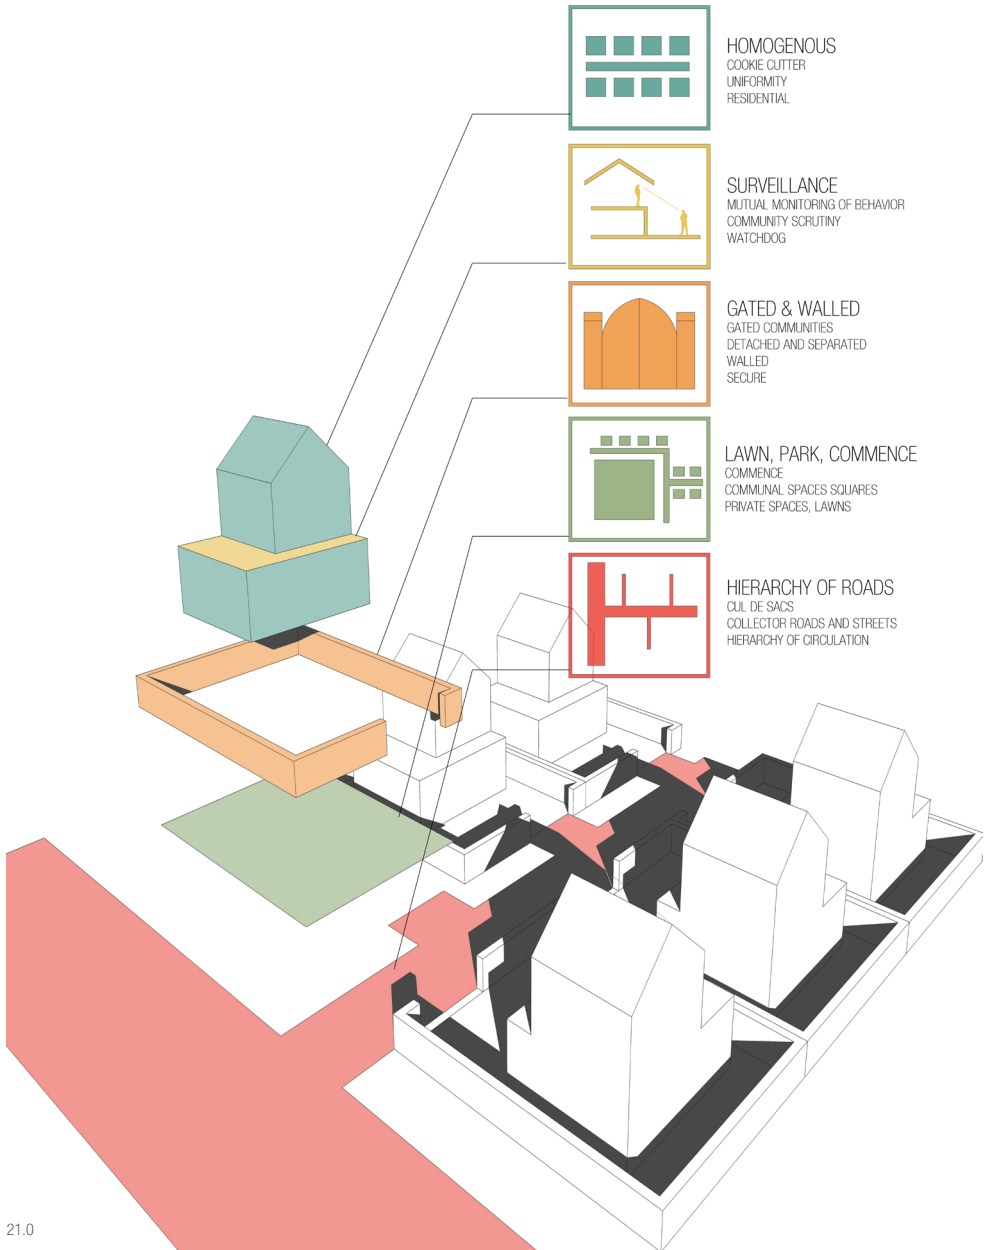 HOMOGENOUS
COOKIE CUTTER
UNIFORMITY
RESIDENTIAL
SURVEILLANCE
MUTUAL MONITORING OF BEHAVIOR
COMMUNITY SCRUTINY
WATCHDOG
GATED & WALLED
GATED COMMUNITIES
DETACHED AND SEPARATED
WALLED
SECURE
LAWN, PARK, COMMENCE
COMMENCE
COMMUNAL SPACES SQUARES
PRIVATE SPACES, LAWNS
HIERARCHY OF ROADS
CUL DE SACS
COLLECTOR ROADS AND STREETS
HIERARCHY OF CIRCULATION
21.0